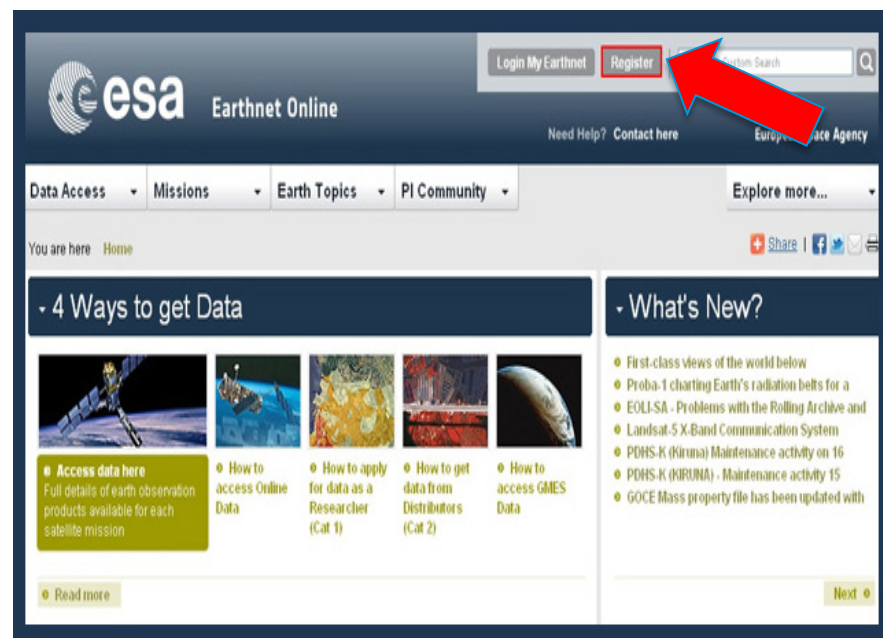 Login My Earthnet Register Custom Search
esa Earthnet Online
Need Help? Contact here
Data Access Missions Earth Topics PI Community Explore more...
You are here Home
Share |
4 Ways to get Data
Access data here
Full details of earth observation
products available for each
satellite mission
How to
access Online
Data
How to apply
for data as a
Researcher
(Cat 1)
How to get
data from
Distributors
(Cat 2)
How to
access GMES
Data
Read more
What's New?
First-class views of the world below
Proba-1 charting Earth's radiation belts for a
EOLI-SA - Problems with the Rolling Archive and
Landsat-5 X-Band Communication System
PDHS-K (Kiruna) Maintenance activity on 16
PDHS-K (KIRUNA) - Maintenance activity 15
GOCE Mass property file has been updated with
Next